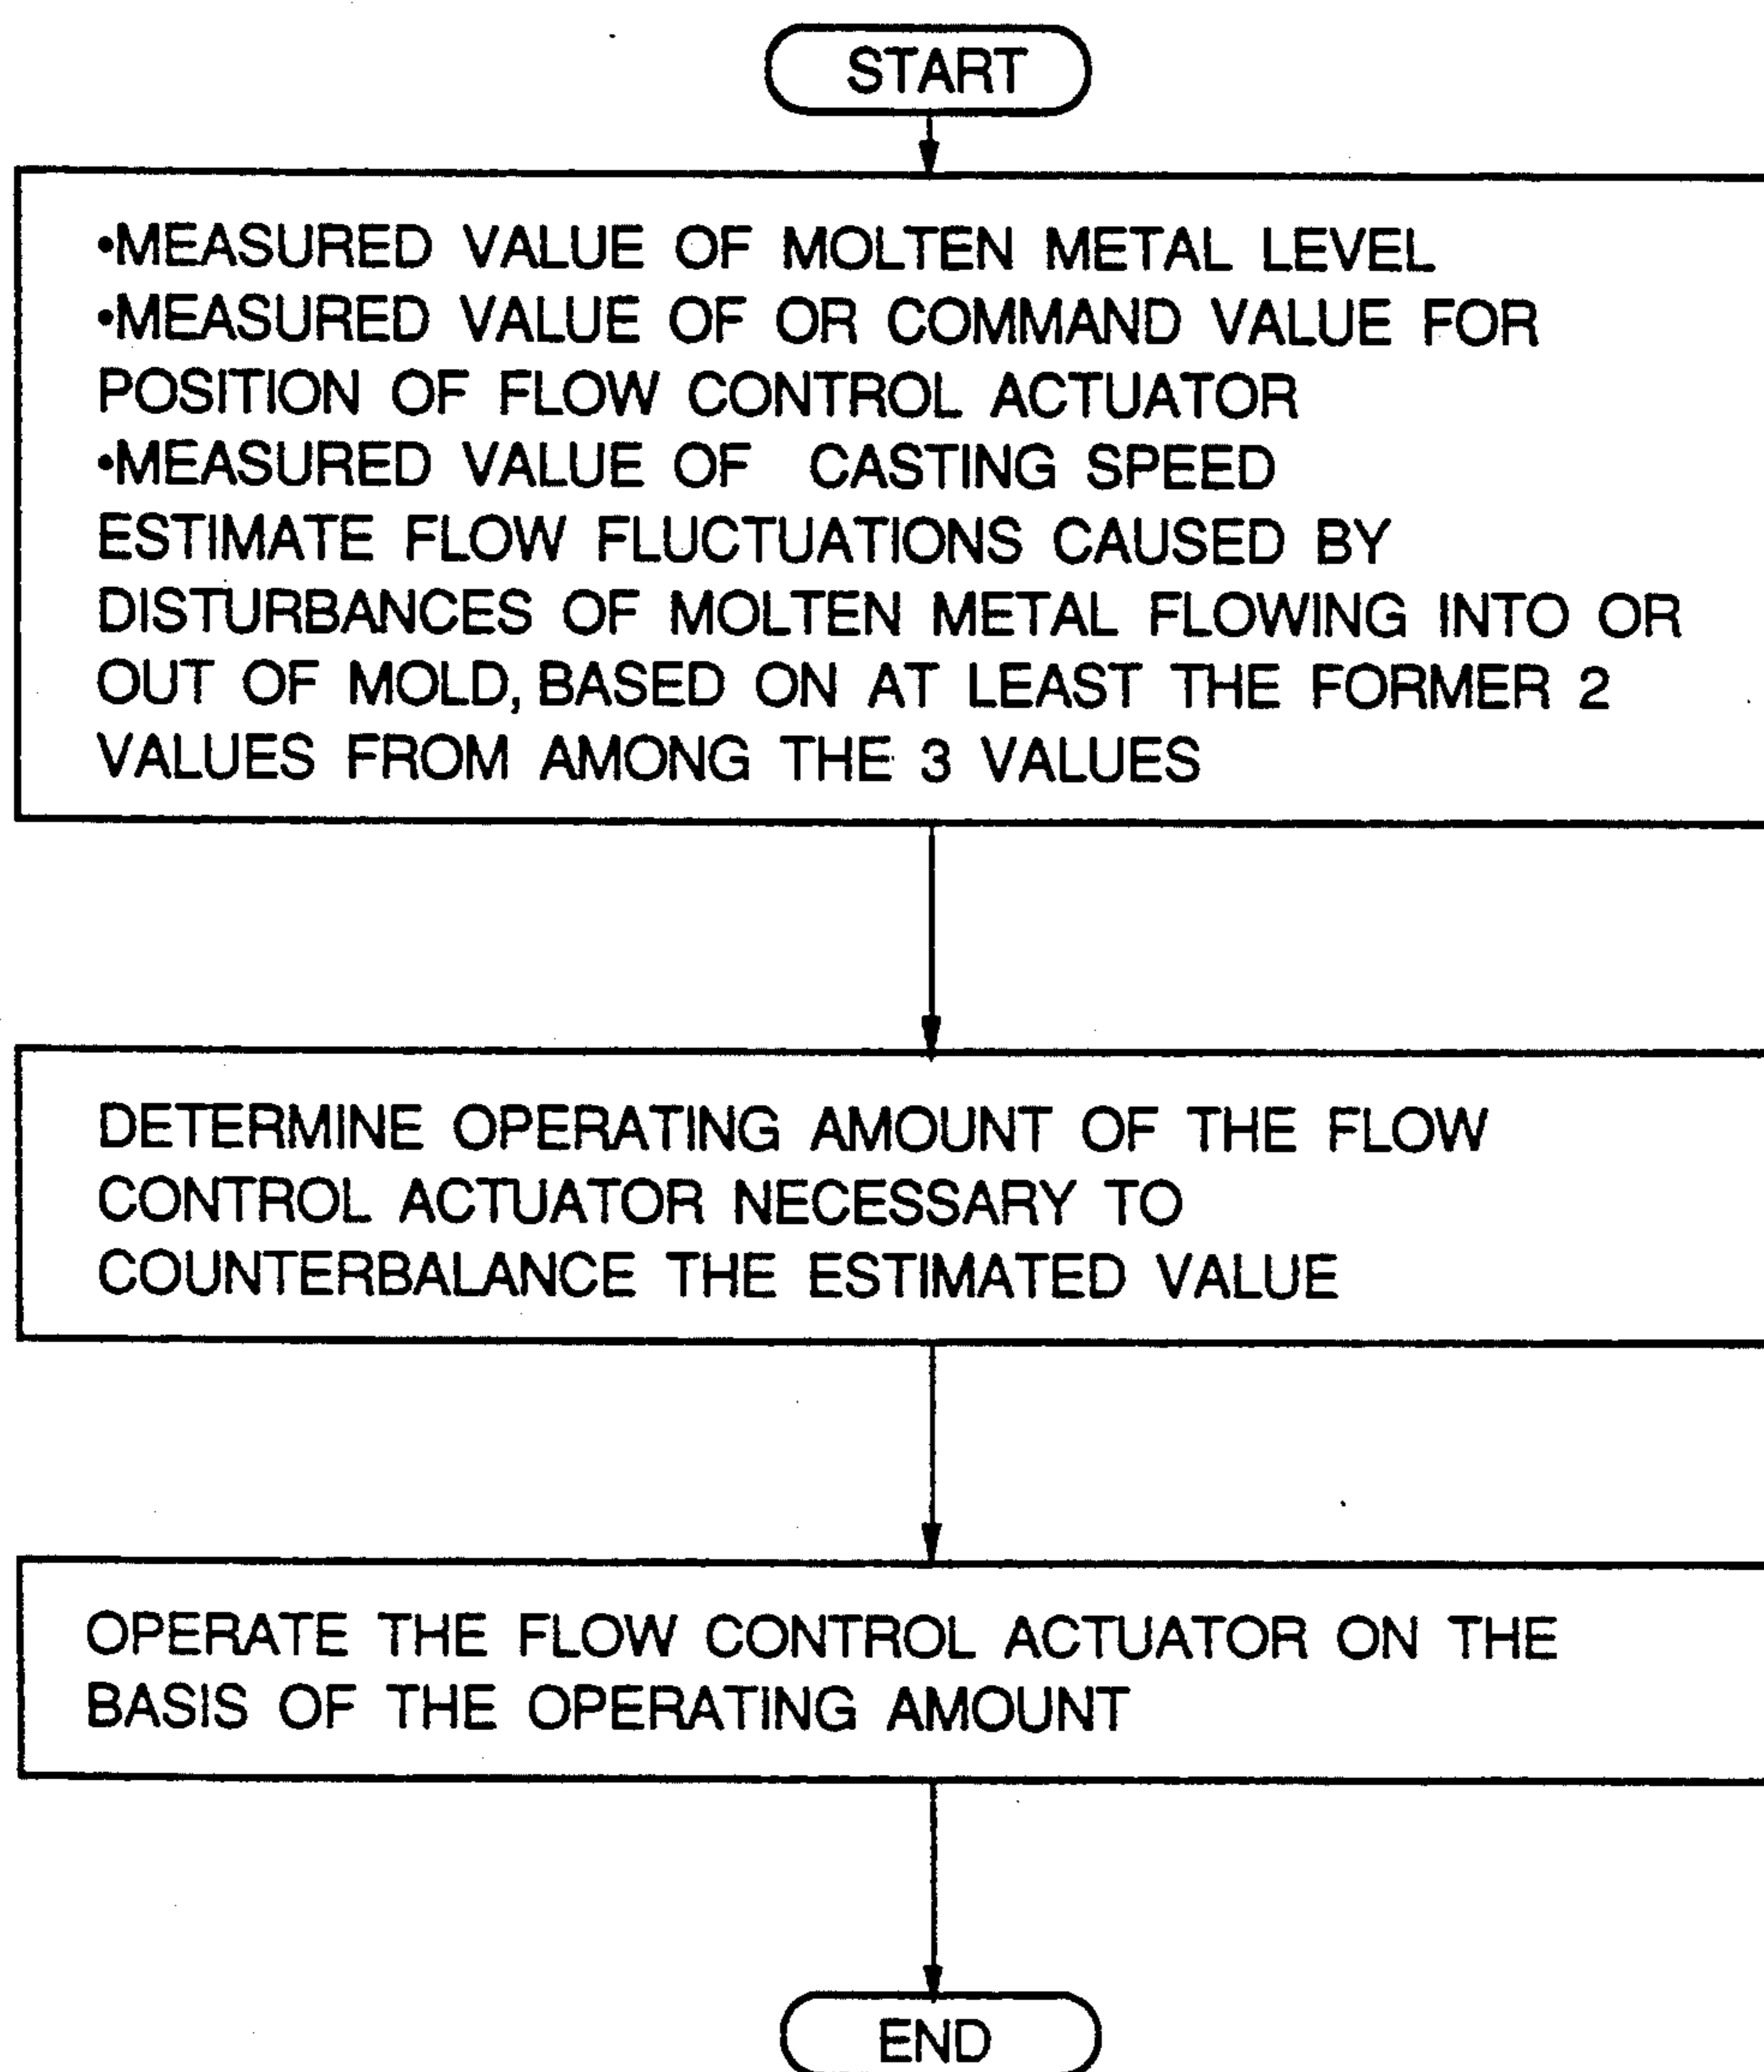 START
•MEASURED VALUE OF MOLTEN METAL LEVEL
•MEASURED VALUE OF OR COMMAND VALUE FOR
POSITION OF FLOW CONTROL ACTUATOR
•MEASURED VALUE OF CASTING SPEED
ESTIMATE FLOW FLUCTUATIONS CAUSED BY
DISTURBANCES OF MOLTEN METAL FLOWING INTO OR
OUT OF MOLD, BASED ON AT LEAST THE FORMER 2
VALUES FROM AMONG THE 3 VALUES
DETERMINE OPERATING AMOUNT OF THE FLOW
CONTROL ACTUATOR NECESSARY TO
COUNTERBALANCE THE ESTIMATED VALUE
OPERATE THE FLOW CONTROL ACTUATOR ON THE
BASIS OF THE OPERATING AMOUNT
END